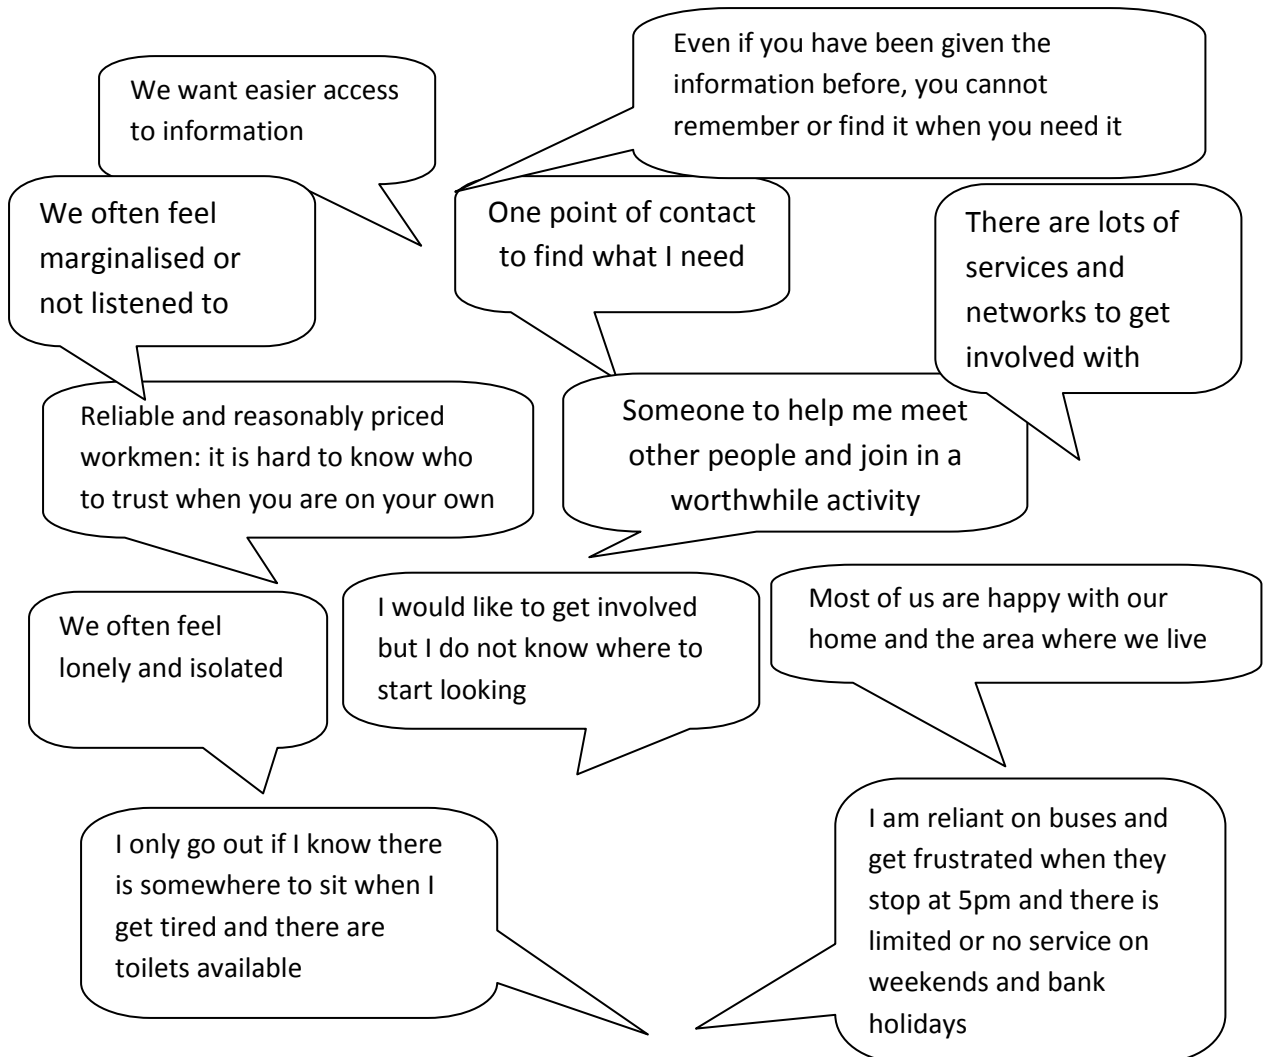 Even if you have been given the
information before, you cannot
remember or find it when you need it
We want easier access
to information
We often feel
marginalised or
not listened to
One point of contact
to find what I need
There are lots of
services and
networks to get
involved with
Reliable and reasonably priced
workmen: it is hard to know who
to trust when you are on your own
Someone to help me meet
other people and join in a
worthwhile activity
We often feel
lonely and isolated
I would like to get involved
but I do not know where to
start looking
Most of us are happy with our
home and the area where we live
I only go out if I know there
is somewhere to sit when I
get tired and there are
toilets available
I am reliant on buses and
get frustrated when they
stop at 5pm and there is
limited or no service on
weekends and bank
holidays